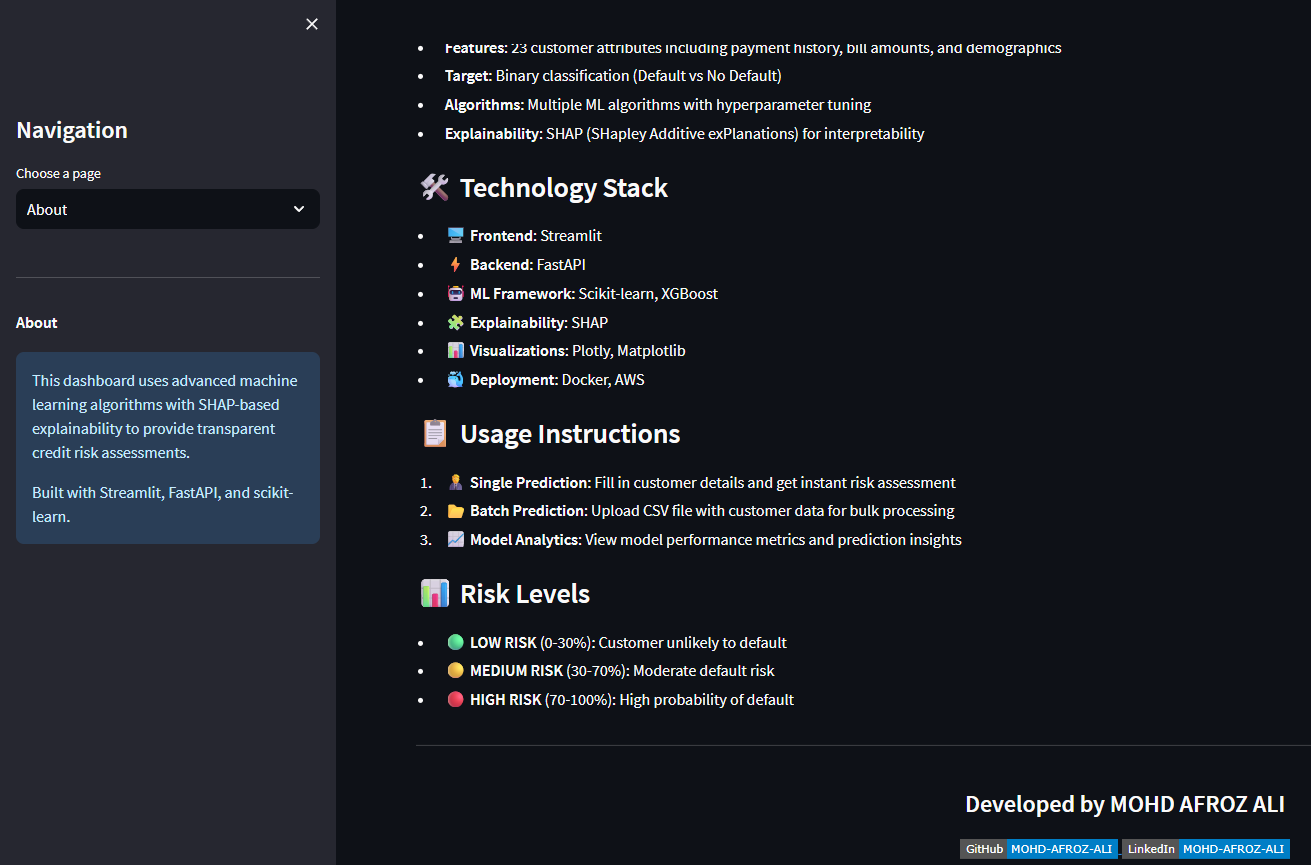 Navigation
Choose a page
About
About
This dashboard uses advanced machine
learning algorithms with SHAP-based
explainability to provide transparent
credit risk assessments.
Built with Streamlit, FastAPI, and scikit-
learn.
Features: 23 customer attributes including payment history, bill amounts, and demographics
Target: Binary classification (Default vs No Default)
Algorithms: Multiple ML algorithms with hyperparameter tuning
Explainability: SHAP (SHapley Additive exPlanations) for interpretability
Technology Stack
Frontend: Streamlit
Backend: FastAPI
ML Framework: Scikit-learn, XGBoost
Explainability: SHAP
Visualizations: Plotly, Matplotlib
Deployment: Docker, AWS
Usage Instructions
1. Single Prediction: Fill in customer details and get instant risk assessment
2. Batch Prediction: Upload CSV file with customer data for bulk processing
3. Model Analytics: View model performance metrics and prediction insights
Risk Levels
LOW RISK (0-30%): Customer unlikely to default
MEDIUM RISK (30-70%): Moderate default risk
HIGH RISK (70-100%): High probability of default
Developed by MOHD AFROZ ALI
GitHub MOHD-AFROZ-ALI LinkedIn MOHD-AFROZ-ALI